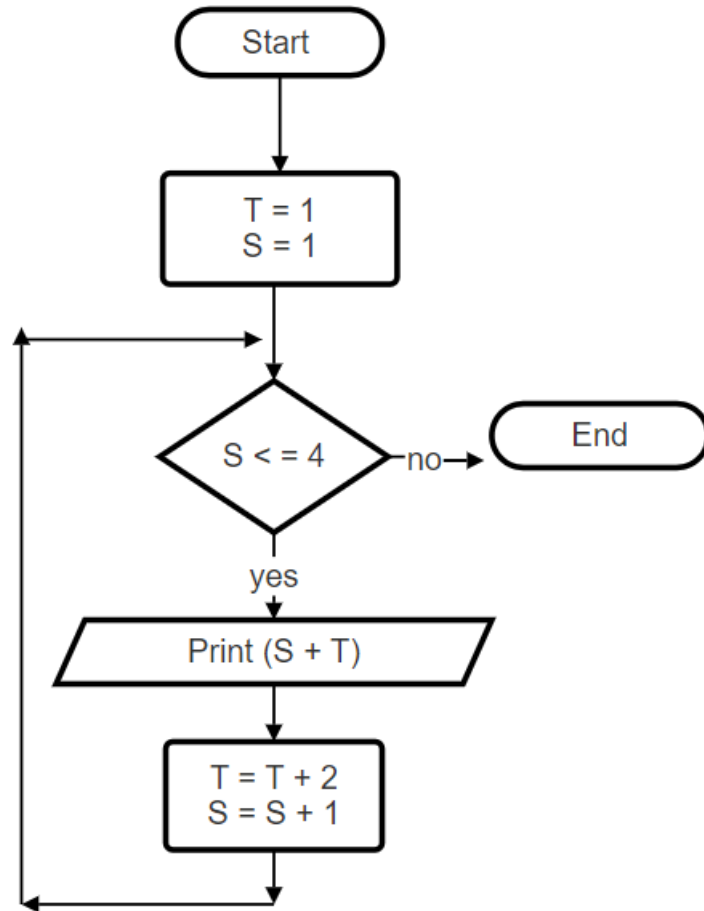 Start
T = 1
S = 1
S < = 4
no
End
yes
Print (S + T)
T = T + 2
S = S + 1